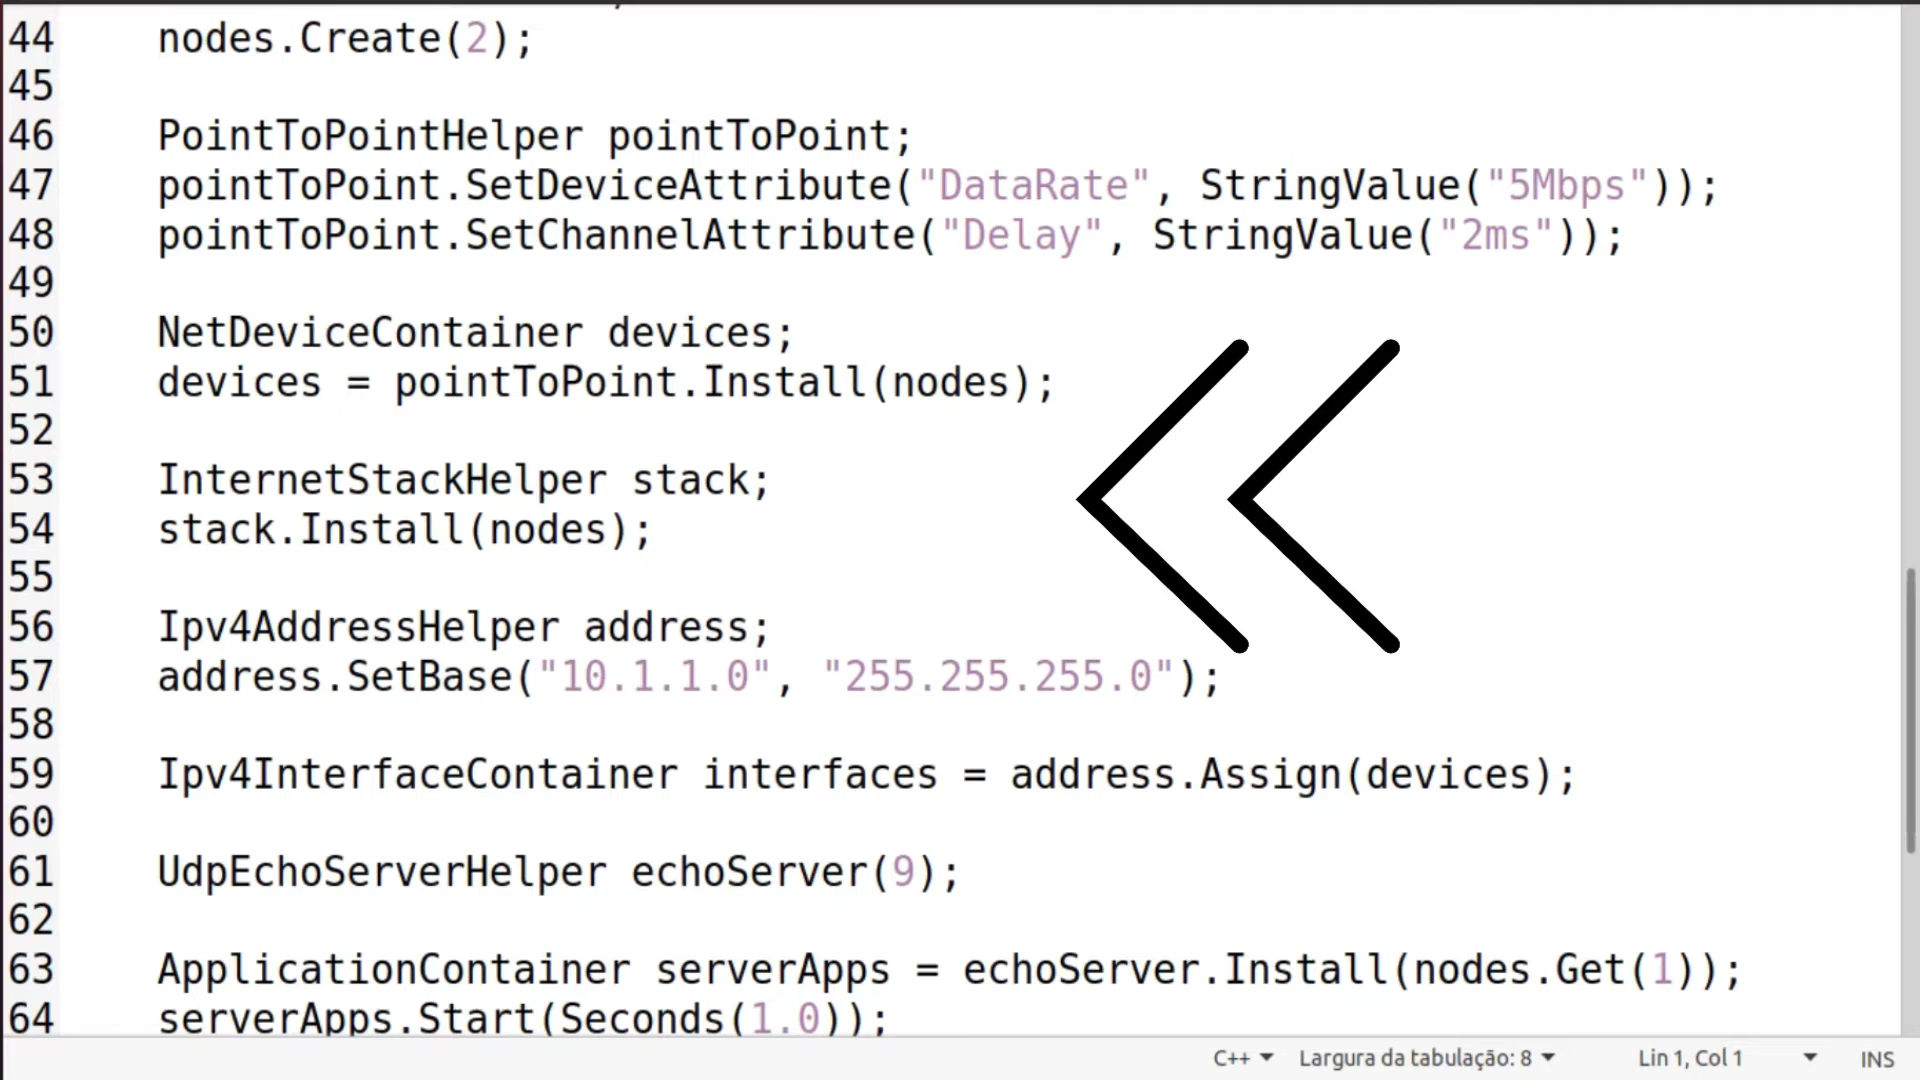 44 nodes.Create(2);
45
46 PointToPointHelper pointToPoint;
47 pointToPoint.SetDeviceAttribute("DataRate", StringValue("5Mbps"));
48 pointToPoint.SetChannelAttribute("Delay", StringValue("2ms"));
49
50 NetDeviceContainer devices;
51 devices = pointToPoint.Install(nodes);
52
53 InternetStackHelper stack;
54 stack.Install(nodes);
55
56 Ipv4AddressHelper address;
57 address.SetBase("10.1.1.0", "255.255.255.0");
58
59 Ipv4InterfaceContainer interfaces = address.Assign(devices);
60
61 UdpEchoServerHelper echoServer(9);
62
63 ApplicationContainer serverApps = echoServer.Install(nodes.Get(1));
64 serverApps.Start(Seconds(1.0));
C++ Largura da tabulação: 8 Lin 1, Col 1 INS